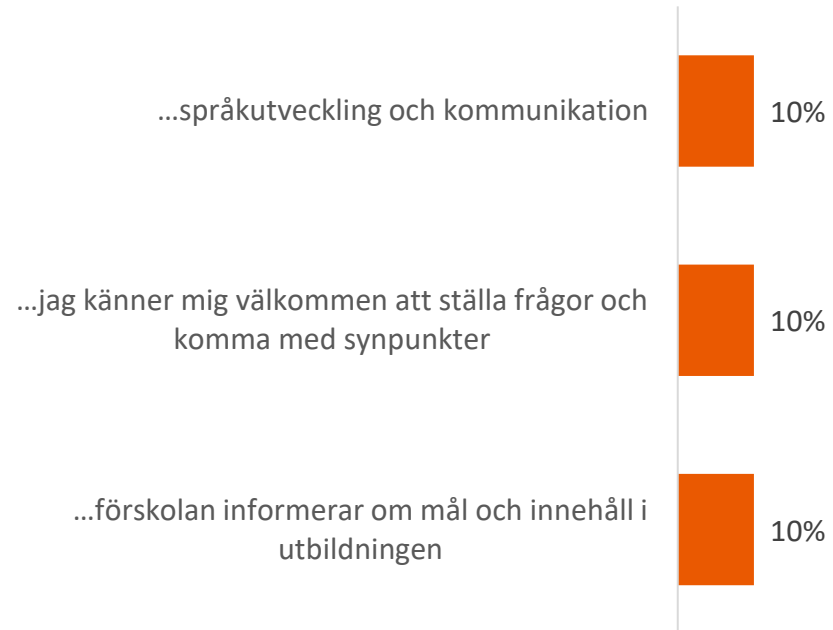 ...språkutveckling och kommunikation
10%
...jag känner mig välkommen att ställa frågor och
komma med synpunkter
10%
...förskolan informerar om mål och innehåll i
utbildningen
10%